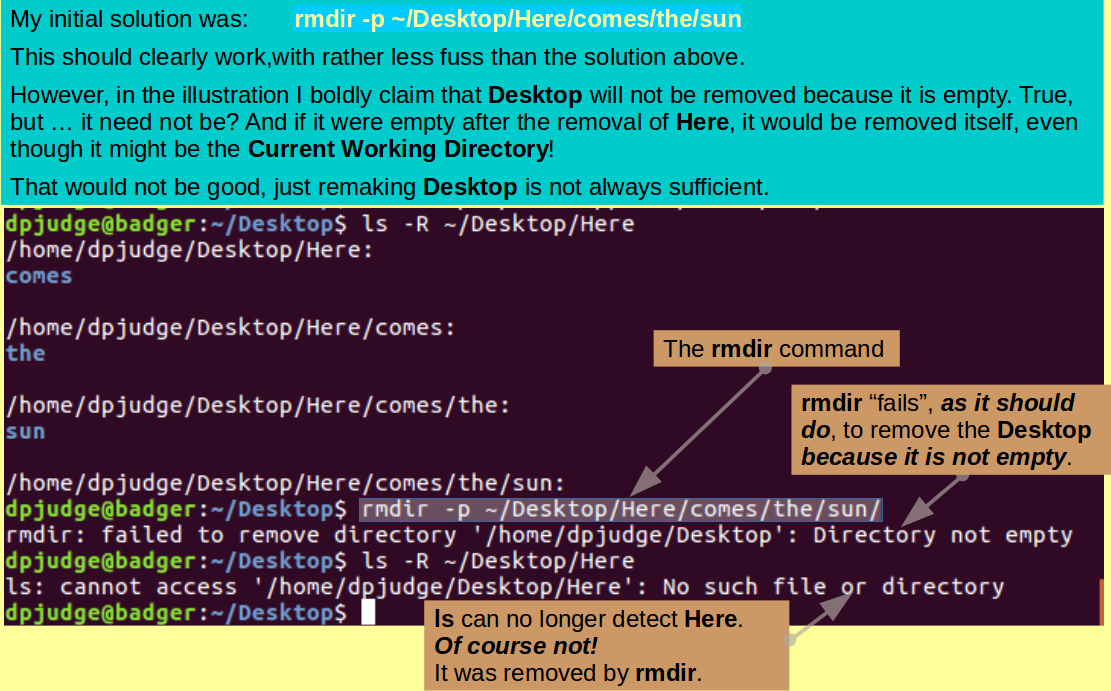 My initial solution was: rmdir -p ~/Desktop/Here/comes/the/sun
This should clearly work,with rather less fuss than the solution above.
However, in the illustration I boldly claim that Desktop will not be removed because it is empty. True,
but … it need not be? And if it were empty after the removal of Here, it would be removed itself, even
though it might be the Current Working Directory!
That would not be good, just remaking Desktop is not always sufficient.
dpjudge@badger:~/Desktop$ ls -R ~/Desktop/Here
/home/dpjudge/Desktop/Here:
comes
/home/dpjudge/Desktop/Here/comes:
the
The rmdir command
/home/dpjudge/Desktop/Here/comes/the:
sun
rmdir “fails”, as it should
do, to remove the Desktop
because it is not empty.
/home/dpjudge/Desktop/Here/comes/the/sun:
dpjudge@badger:~/Desktop$ rmdir -p ~/Desktop/Here/comes/the/sun/
rmdir: failed to remove directory '/home/dpjudge/Desktop': Directory not empty
dpjudge@badger:~/Desktop$ ls -R ~/Desktop/Here
ls: cannot access '/home/dpjudge/Desktop/Here': No such file or directory
dpjudge@badger:~/Desktop$
ls can no longer detect Here.
Of course not!
It was removed by rmdir.